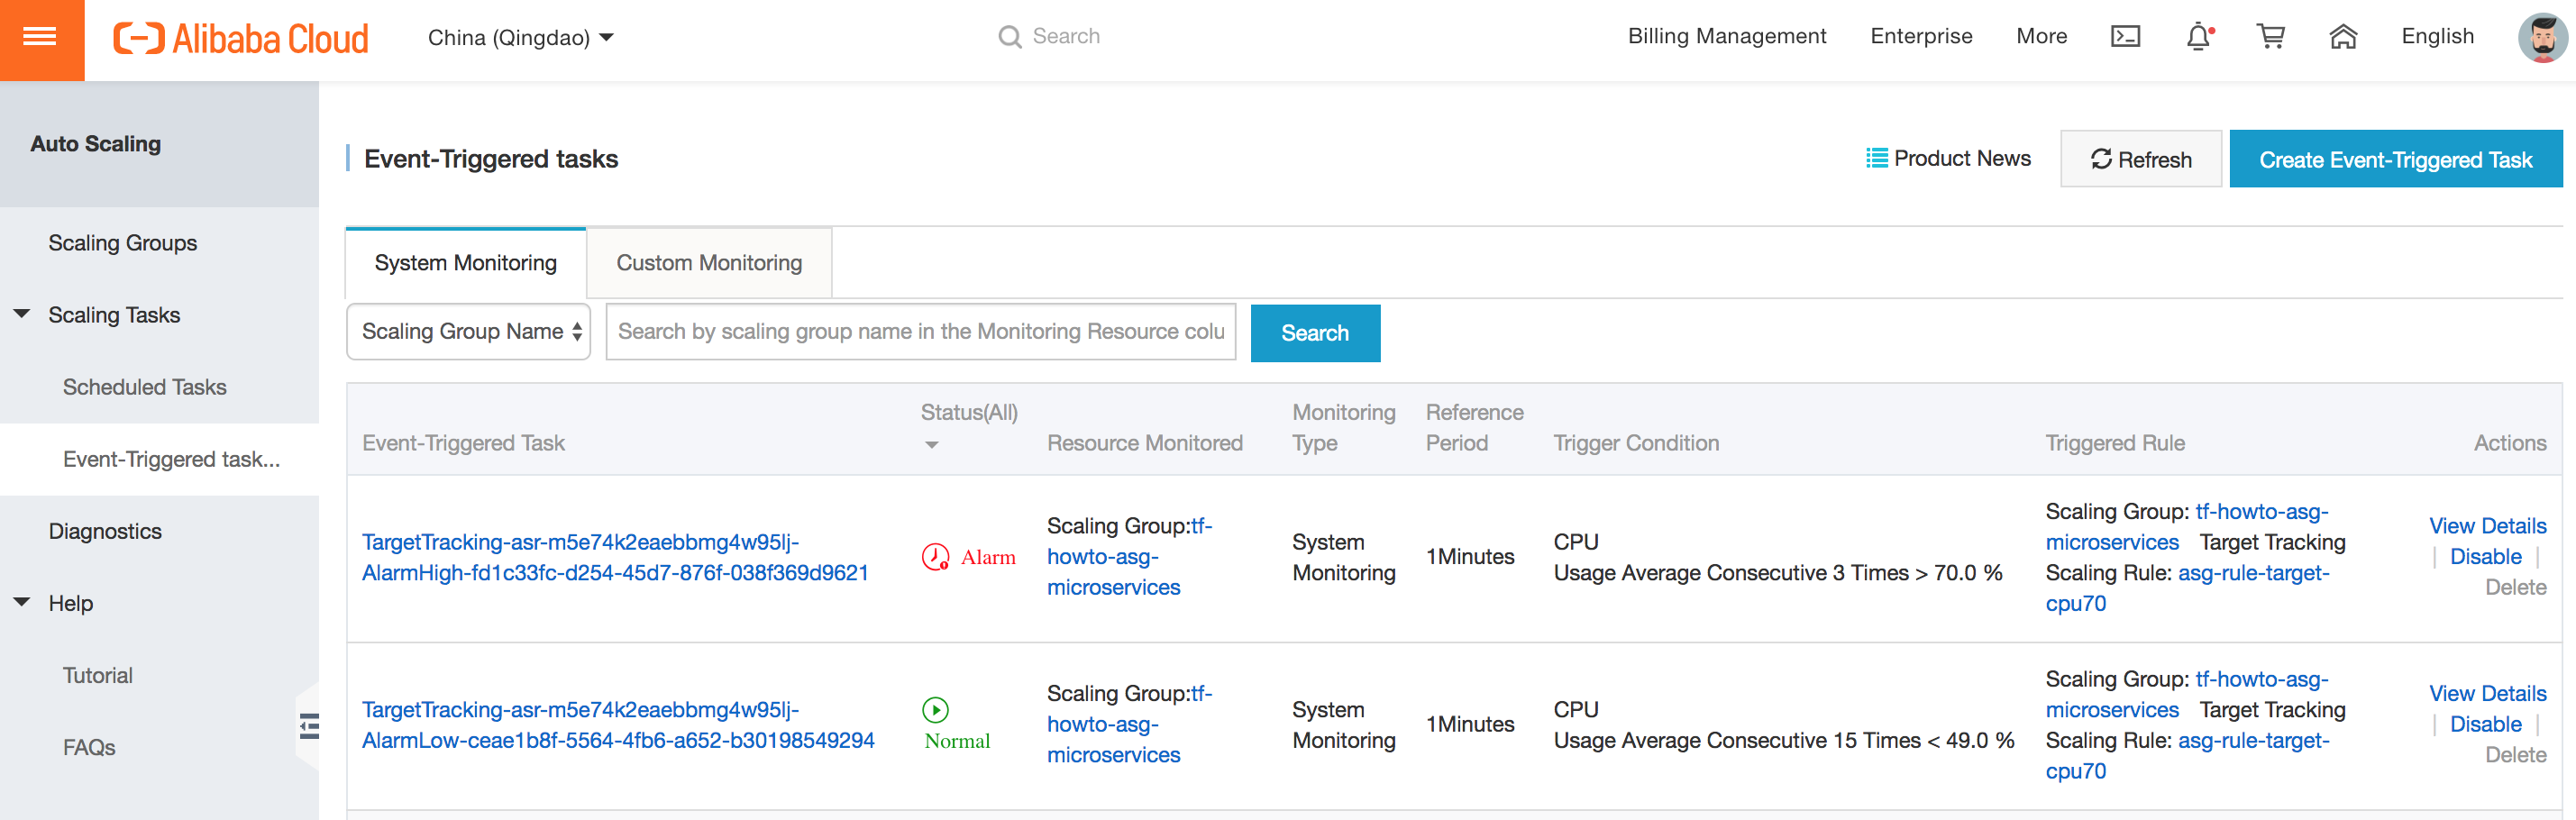 Alibaba Cloud
China (Qingdao)
Search
Billing Management
Enterprise
More
English
Auto Scaling
Scaling Groups
Scaling Tasks
Scheduled Tasks
Event-Triggered task...
Diagnostics
Help
Tutorial
FAQs
Event-Triggered tasks
Product News
Refresh
Create Event-Triggered Task
System Monitoring
Custom Monitoring
Scaling Group Name
Search by scaling group name in the Monitoring Resource colu
Search
Event-Triggered Task
Status(All)
Resource Monitored
Monitoring
Type
Reference
Period
Trigger Condition
Triggered Rule
Actions
TargetTracking-asr-m5e74k2eaebbmg4w95lj-
AlarmHigh-fd1c33fc-d254-45d7-876f-038f369d9621
Alarm
Scaling Group:tf-
howto-asg-
microservices
System
Monitoring
1Minutes
CPU
Usage Average Consecutive 3 Times > 70.0 %
Scaling Group: tf-howto-asg-
microservices Target Tracking
Scaling Rule: asg-rule-target-
cpu70
View Details
| Disable |
Delete
TargetTracking-asr-m5e74k2eaebbmg4w95lj-
AlarmLow-ceae1b8f-5564-4fb6-a652-b30198549294
Normal
Scaling Group:tf-
howto-asg-
microservices
System
Monitoring
1Minutes
CPU
Usage Average Consecutive 15 Times < 49.0 %
Scaling Group: tf-howto-asg-
microservices Target Tracking
Scaling Rule: asg-rule-target-
cpu70
View Details
| Disable |
Delete